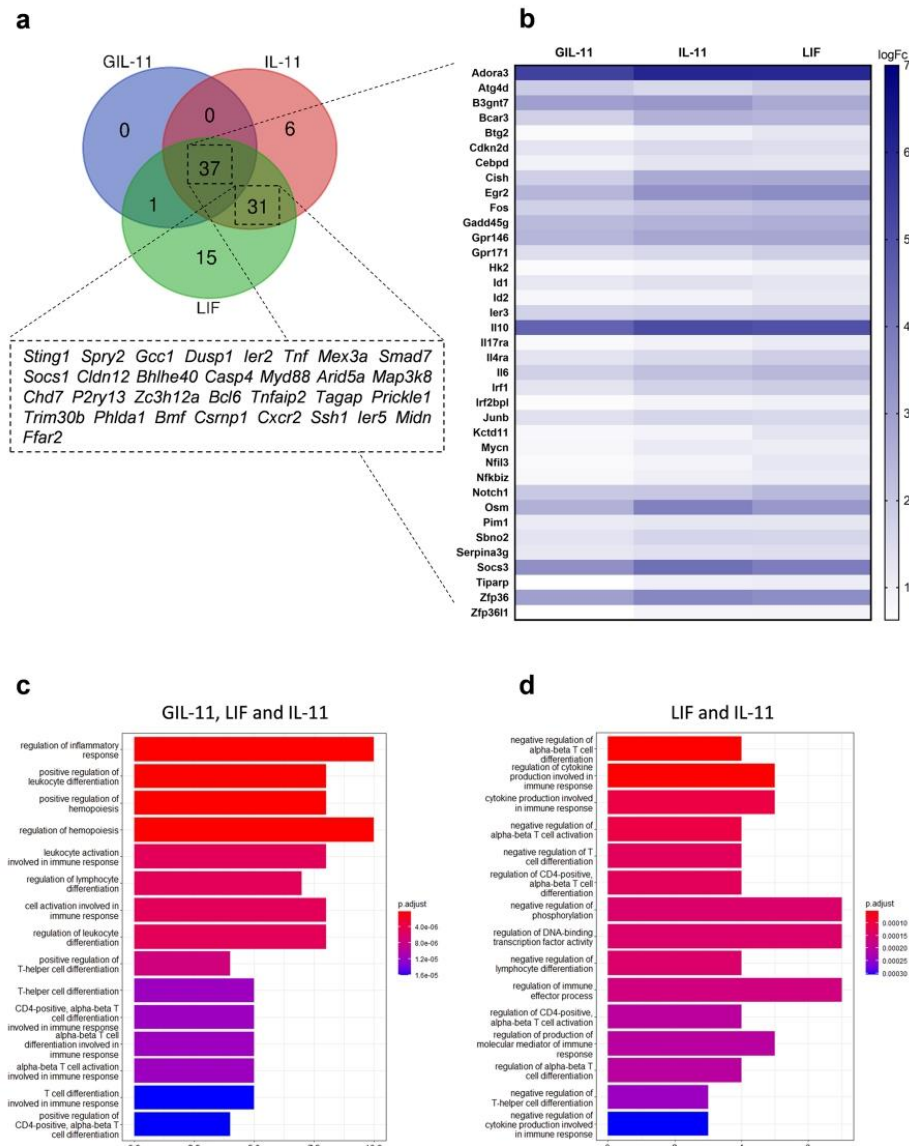 a
GIL-11
IL-11
0
0
6
37
1
31
15
LIF
Sting1 Spry2 Gcc1 Dusp1 Ier2 Tnf Mex3a Smad7
Socs1 Cldn12 Bhlhe40 Casp4 Myd88 Arid5a Map3k8
Chd7 P2ry13 Zc3h12a Bcl6 Tnfaip2 Tagap Prickle1
Trim30b Phlda1 Bmf Csrnp1 Cxcr2 Ssh1 Ier5 Midn
Ffar2
b
GIL-11 IL-11 LIF
logFc
Adora3
Atg4d
B3gnt7
Bcar3
Btg2
Cdkn2d
Cebpd
Cish
Egr2
Fos
Gadd45g
Gpr146
Gpr171
Hk2
Id1
Id2
Ier3
Il10
Il17ra
Il4ra
Il6
Irf1
Irf2bpl
Junb
Kctd11
Mycn
Nfil3
Nfkbiz
Notch1
Osm
Pim1
Sbno2
Serpina3g
Socs3
Tiparp
Zfp36
Zfp36l1
7
6
5
4
3
2
1
c
GIL-11, LIF and IL-11
regulation of inflammatory
response
positive regulation of
leukocyte differentiation
positive regulation of
hemopoiesis
regulation of hemopoiesis
leukocyte activation
involved in immune response
regulation of lymphocyte
differentiation
cell activation involved in
immune response
regulation of leukocyte
differentiation
positive regulation of
T-helper cell differentiation
T-helper cell differentiation
CD4-positive, alpha-beta T
cell differentiation
involved in immune response
alpha-beta T cell
differentiation involved in
immune response
alpha-beta T cell activation
involved in immune response
T cell differentiation
involved in immune response
positive regulation of
CD4-positive, alpha-beta T
cell differentiation
p.adjust
4.0e-06
8.0e-06
1.2e-05
1.6e-05
d
LIF and IL-11
negative regulation of
alpha-beta T cell
differentiation
regulation of cytokine
production involved in
immune response
cytokine production involved
in immune response
negative regulation of
alpha-beta T cell activation
negative regulation of T
cell differentiation
regulation of CD4-positive,
alpha-beta T cell
differentiation
negative regulation of
phosphorylation
regulation of DNA-binding
transcription factor activity
negative regulation of
lymphocyte differentiation
regulation of immune
effector process
regulation of CD4-positive,
alpha-beta T cell activation
regulation of production of
molecular mediator of immune
response
regulation of alpha-beta T
cell differentiation
negative regulation of
T-helper cell differentiation
negative regulation of
cytokine production involved in
immune response
p.adjust
0.00010
0.00015
0.00020
0.00025
0.00030